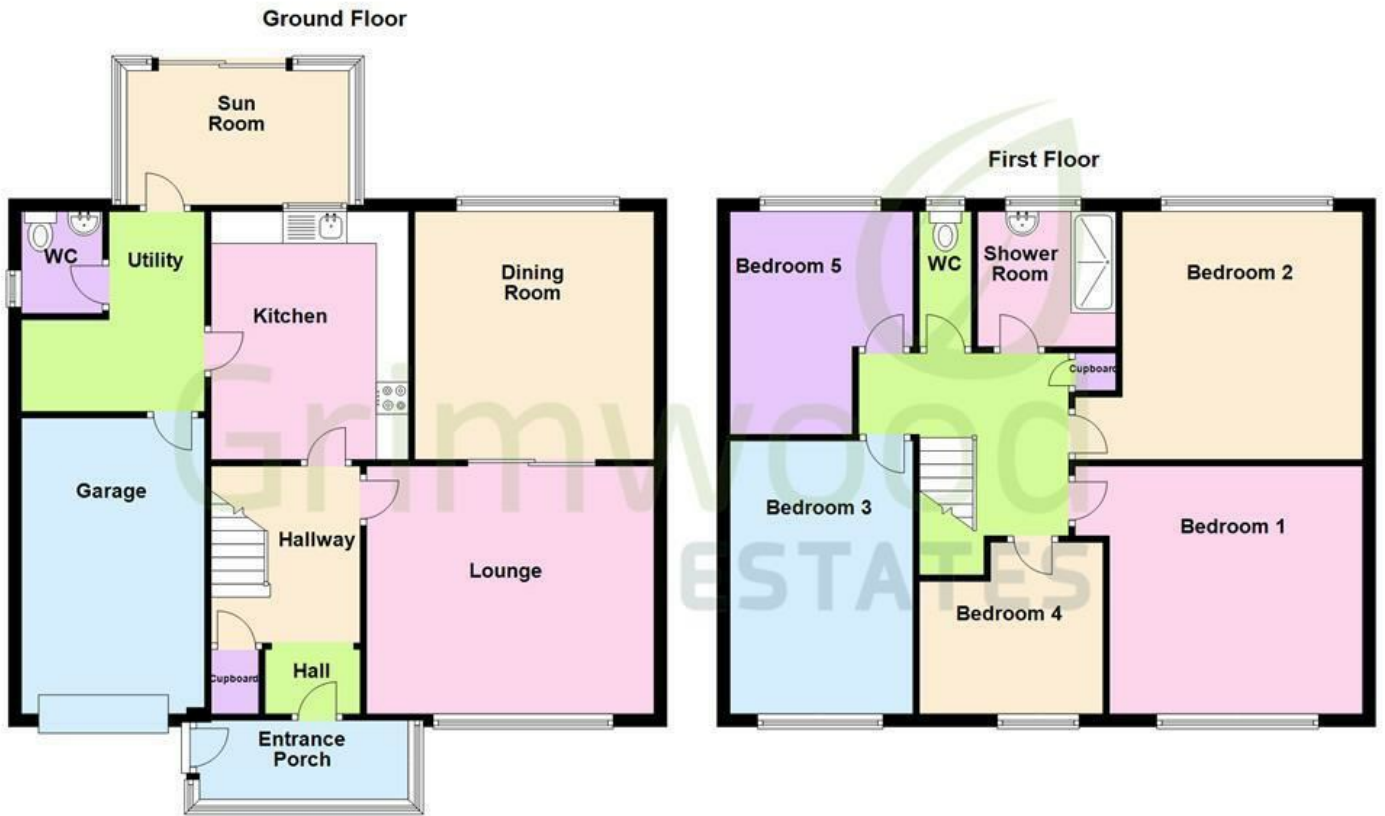 Ground Floor
Sun
Room
WC
Utility
Kitchen
Dining
Room
Garage
Hallway
Lounge
Cupboard
Hall
Entrance
Porch
First Floor
Bedroom 5
WC
Shower
Room
Bedroom 2
Cupboard
Bedroom 3
Bedroom 1
Bedroom 4
Grimwood
ESTATES